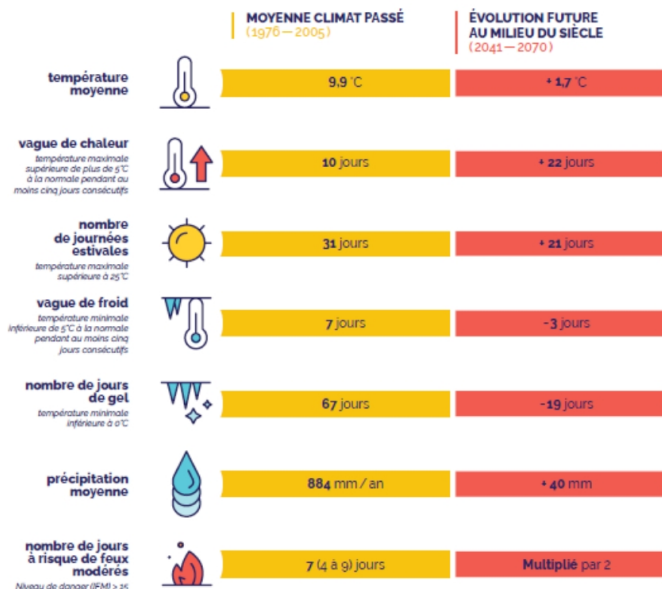 MOYENNE CLIMAT PASSÉ
(1976 — 2005)
ÉVOLUTION FUTURE
AU MILIEU DU SIÈCLE
(2041 — 2070)
température
moyenne
9,9 °C
+ 1,7 °C
vague de chaleur
température maximale
supérieure de plus de 5°C
à la normale pendant au
moins cinq jours consécutifs
10 jours
+ 22 jours
nombre
de journées
estivales
température maximale
supérieure à 25°C
31 jours
+ 21 jours
vague de froid
température minimale
inférieure de 5°C à la normale
pendant au moins cinq
jours consécutifs
7 jours
-3 jours
nombre de jours
de gel
température minimale
inférieure à 0°C
67 jours
-19 jours
précipitation
moyenne
884 mm / an
+ 40 mm
nombre de jours
à risque de feux
modérés
Niveau de danger (IFM) > 15
7 (4 à 9) jours
Multiplié par 2